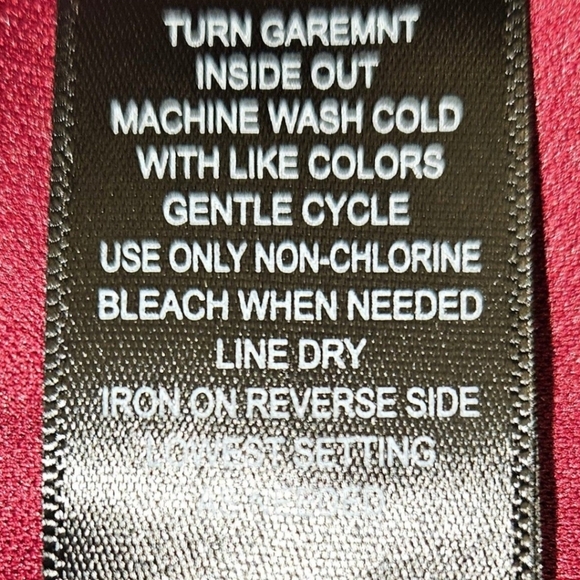 TURN GAREMNT
INSIDE OUT
MACHINE WASH COLD
WITH LIKE COLORS
GENTLE CYCLE
USE ONLY NON-CHLORINE
BLEACH WHEN NEEDED
LINE DRY
IRON ON REVERSE SIDE
LOWEST SETTING